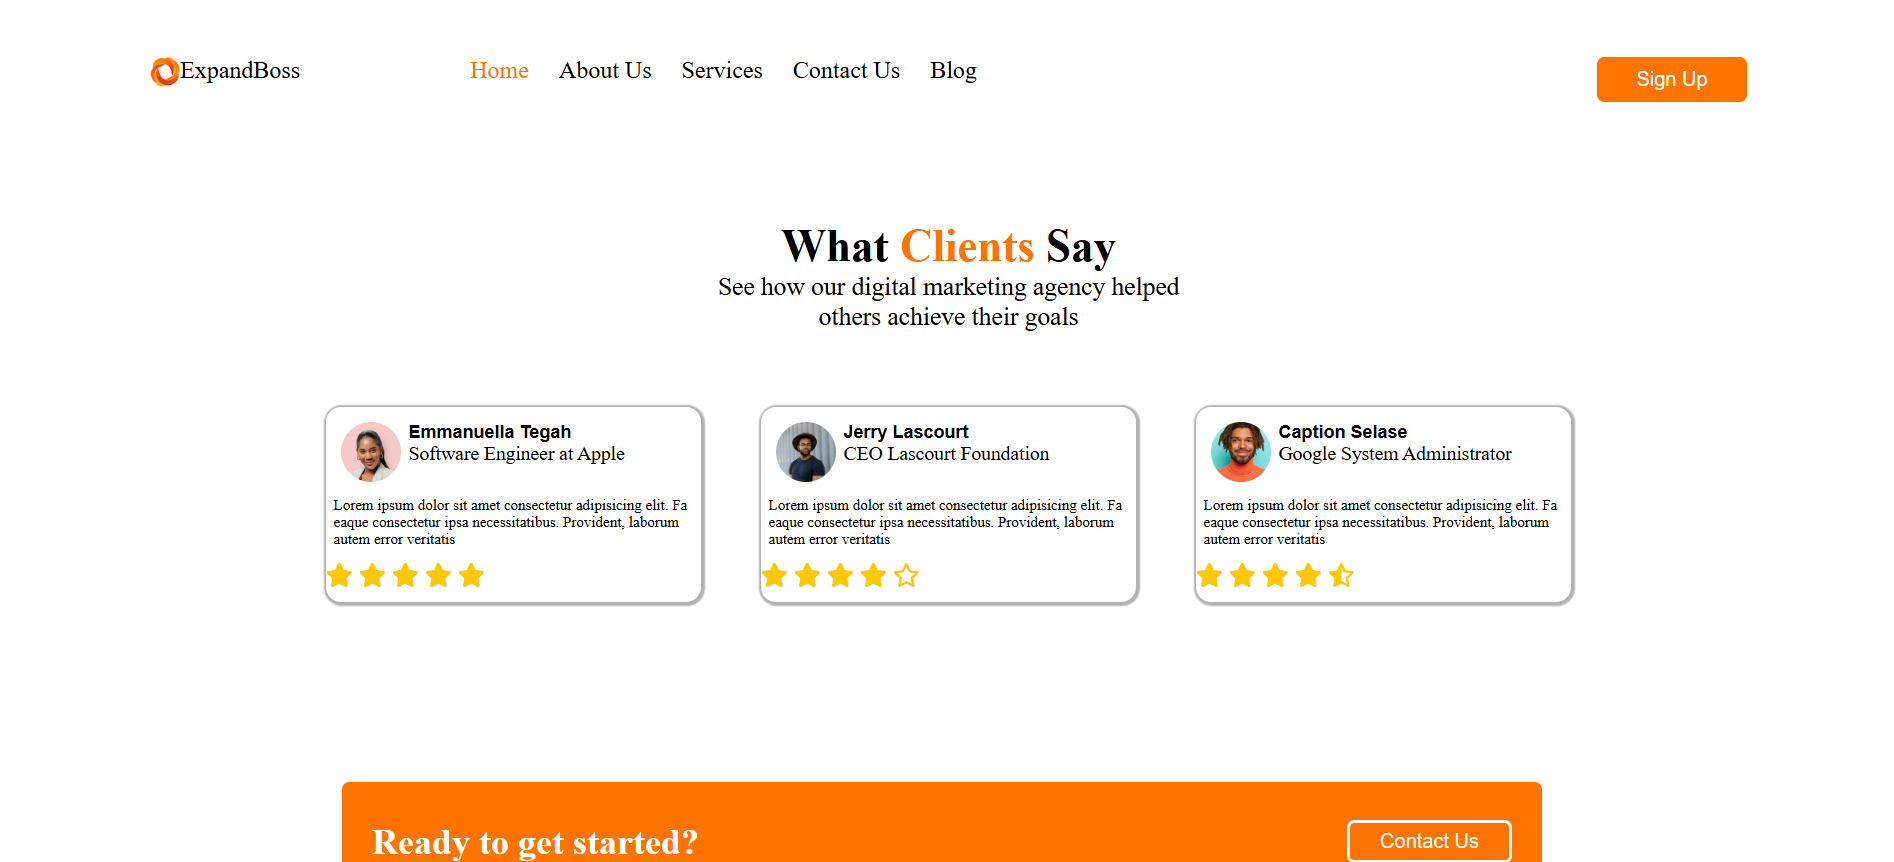 ExpandBoss
Home About Us Services Contact Us Blog
Sign Up
What Clients Say
See how our digital marketing agency helped
others achieve their goals
Emmanuella Tegah
Software Engineer at Apple
Lorem ipsum dolor sit amet consectetur adipisicing elit. Fa
eaque consectetur ipsa necessitatibus. Provident, laborum
autem error veritatis
Jerry Lascourt
CEO Lascourt Foundation
Lorem ipsum dolor sit amet consectetur adipisicing elit. Fa
eaque consectetur ipsa necessitatibus. Provident, laborum
autem error veritatis
Caption Selase
Google System Administrator
Lorem ipsum dolor sit amet consectetur adipisicing elit. Fa
eaque consectetur ipsa necessitatibus. Provident, laborum
autem error veritatis
Ready to get started?
Contact Us